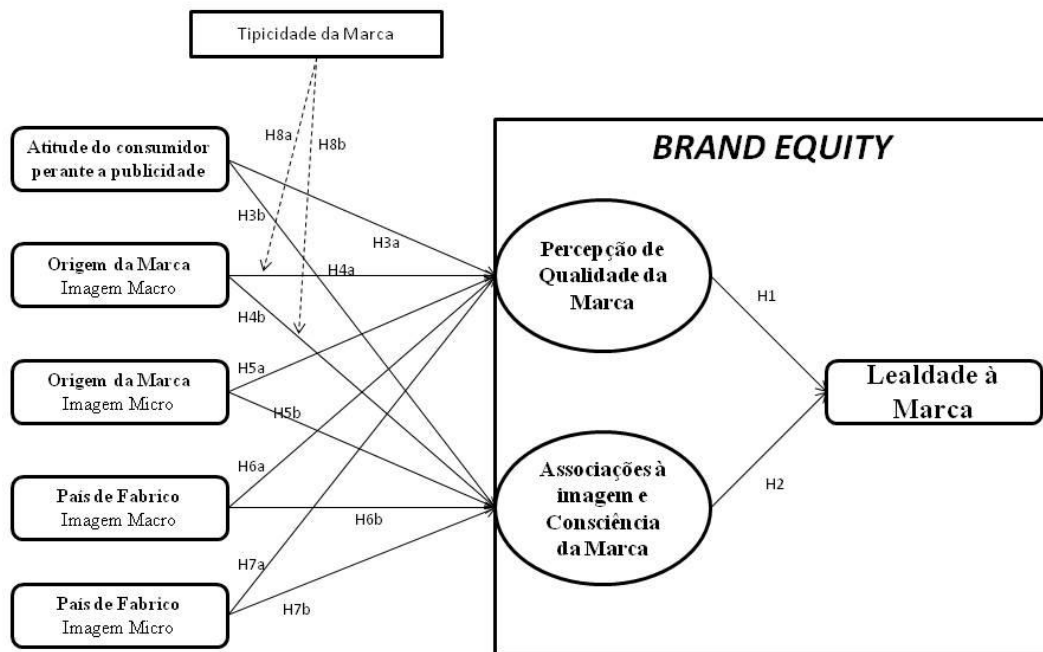 Tipicidade da Marca
H8a
H8b
Atitude do consumidor
perante a publicidade
BRAND EQUITY
H3b
H3a
Origem da Marca
Imagem Macro
H4a
H4b
Percepção de
Qualidade da
Marca
H1
Origem da Marca
Imagem Micro
H5a
H5b
Lealdade à
Marca
H6a
País de Fabrico
Imagem Macro
H6b
Associações à
imagem e
Consciência
da Marca
H2
H7a
H7b
País de Fabrico
Imagem Micro